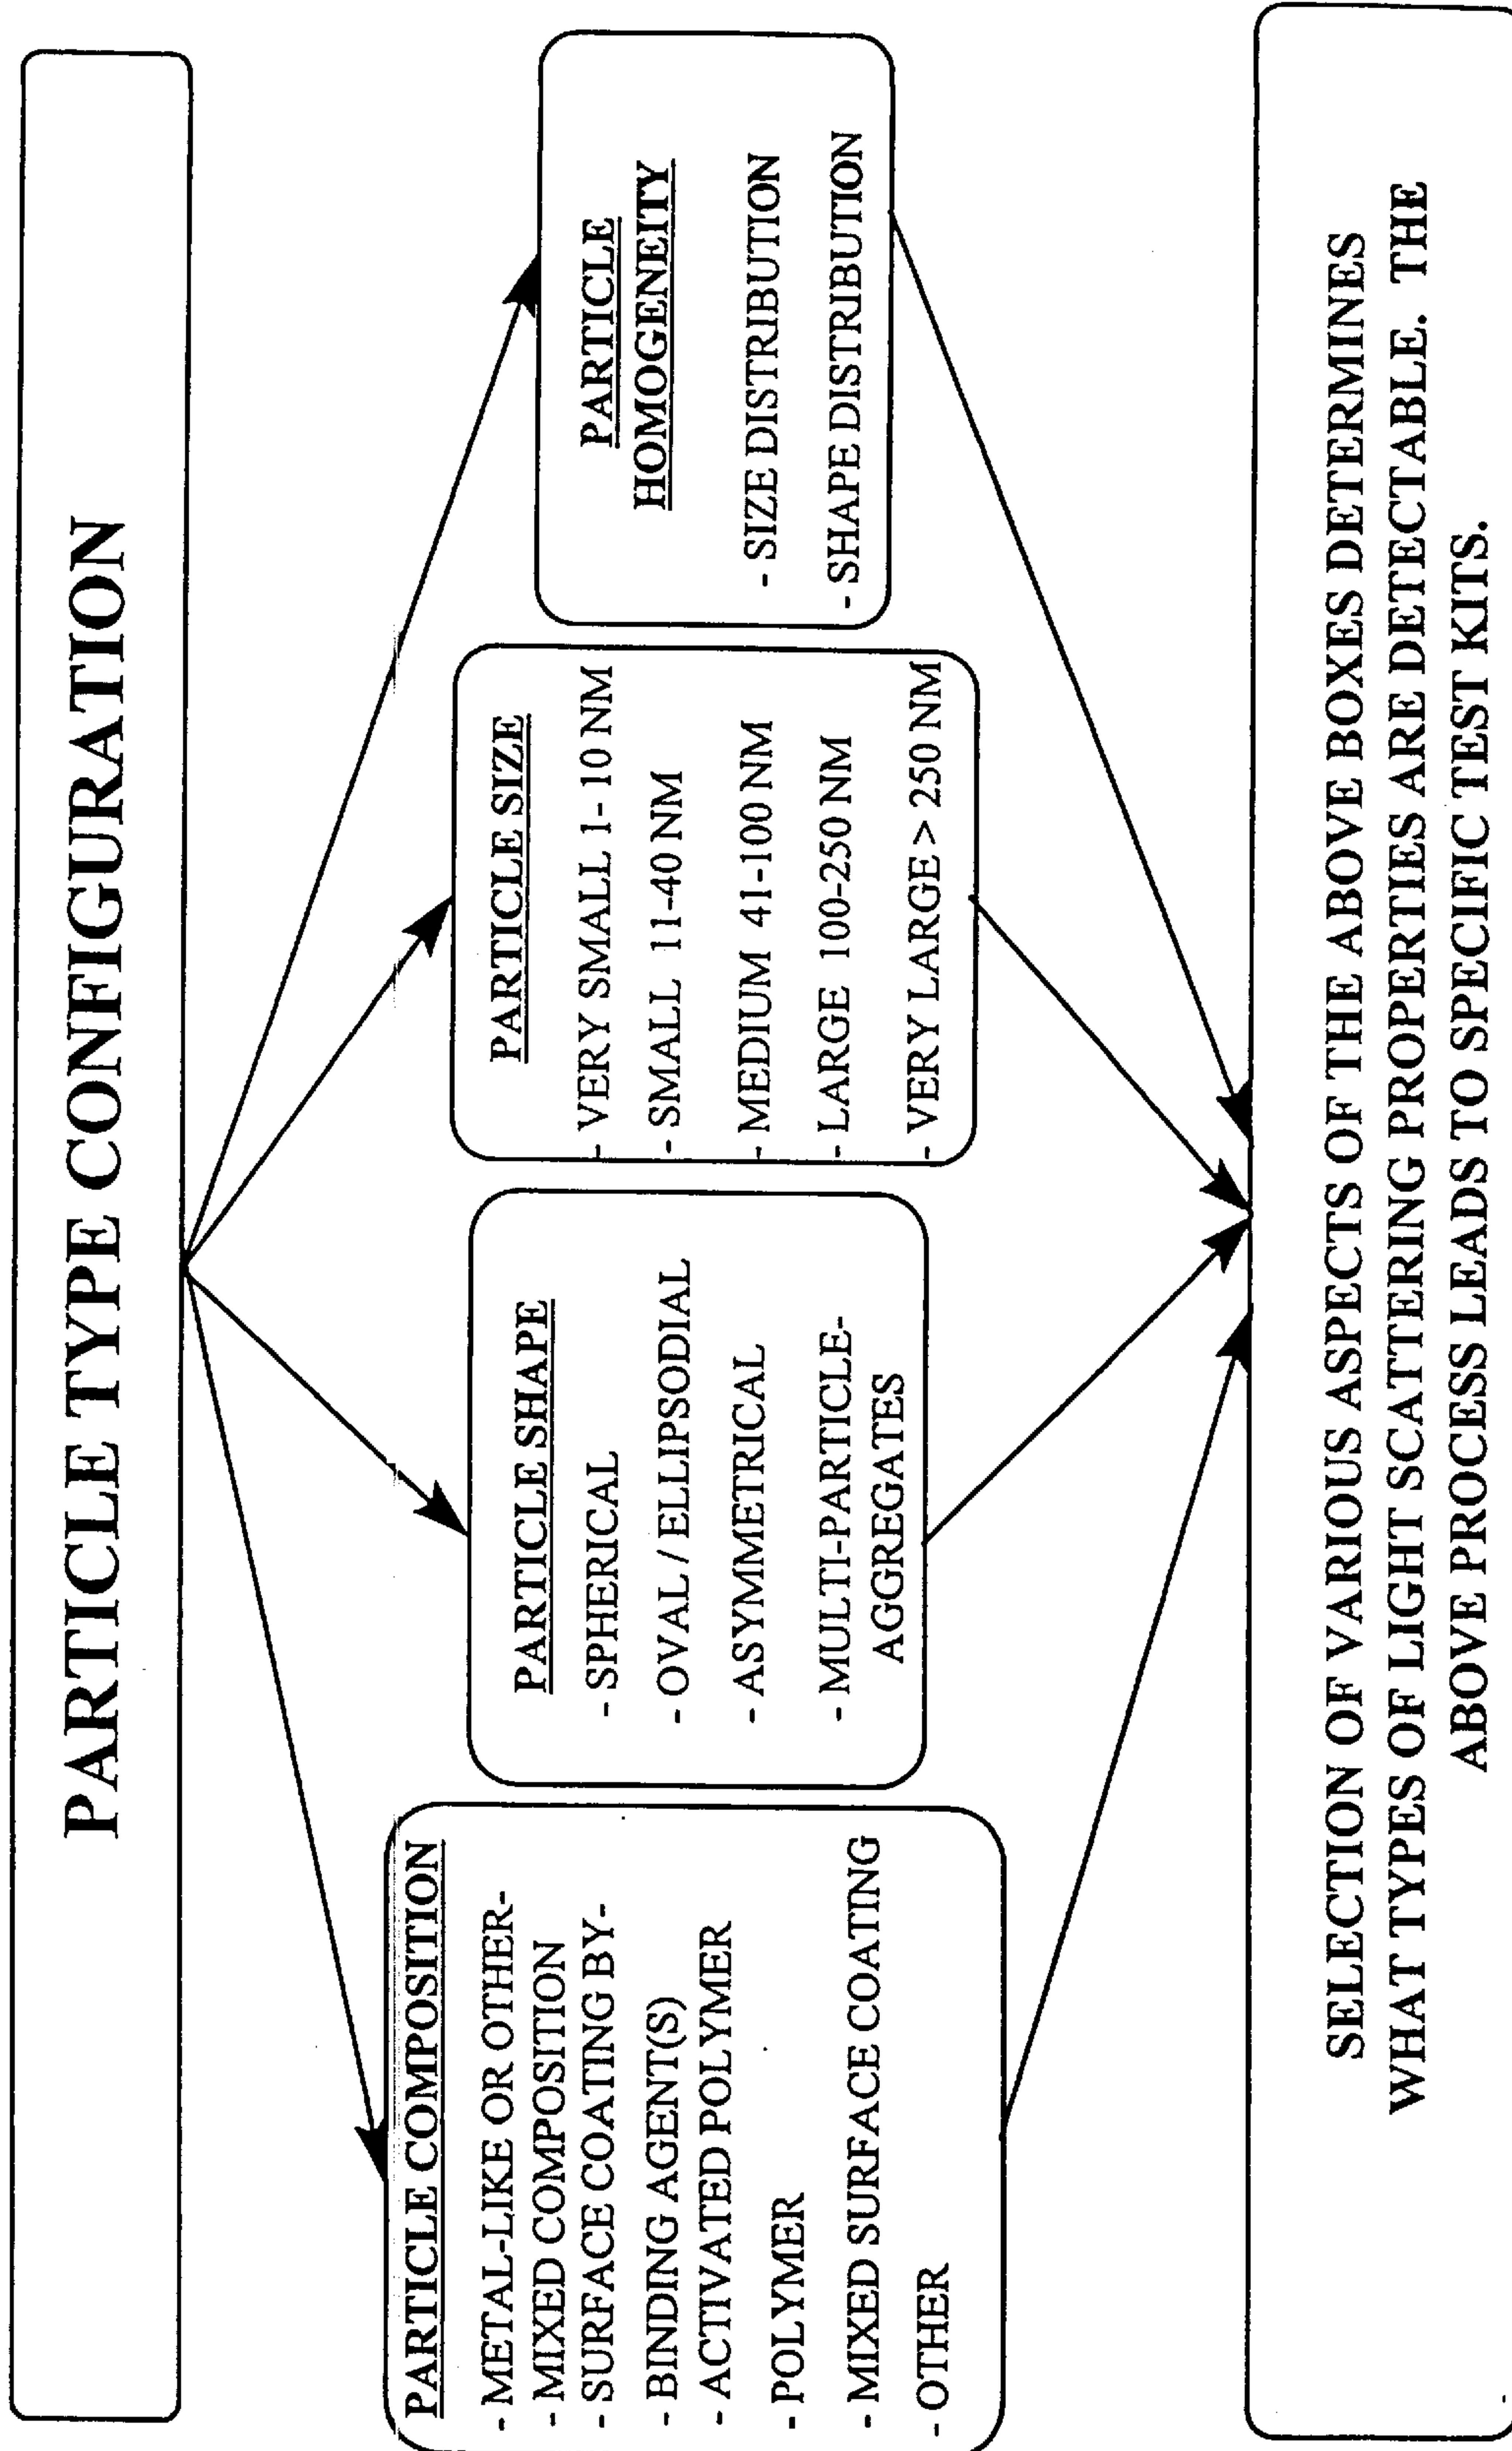 PARTICLE TYPE CONFIGURATION
PARTICLE COMPOSITION
- METAL-LIKE OR OTHER-
- MIXED COMPOSITION
- SURFACE COATING BY-
- BINDING AGENT(S)
- ACTIVATED POLYMER
- POLYMER
- MIXED SURFACE COATING
- OTHER
PARTICLE SHAPE
- SPHERICAL
- OVAL / ELLIPSODIAL
- ASYMMETRICAL
- MULTI-PARTICLE-
AGGREGATES
PARTICLE SIZE
- VERY SMALL 1- 10 NM
- SMALL 11-40 NM
- MEDIUM 41-100 NM
- LARGE 100-250 NM
- VERY LARGE > 250 NM
PARTICLE
HOMOGENEITY
- SIZE DISTRIBUTION
- SHAPE DISTRIBUTION
SELECTION OF VARIOUS ASPECTS OF THE ABOVE BOXES DETERMINES
WHAT TYPES OF LIGHT SCATTERING PROPERTIES ARE DETECTABLE. THE
ABOVE PROCESS LEADS TO SPECIFIC TEST KITS.